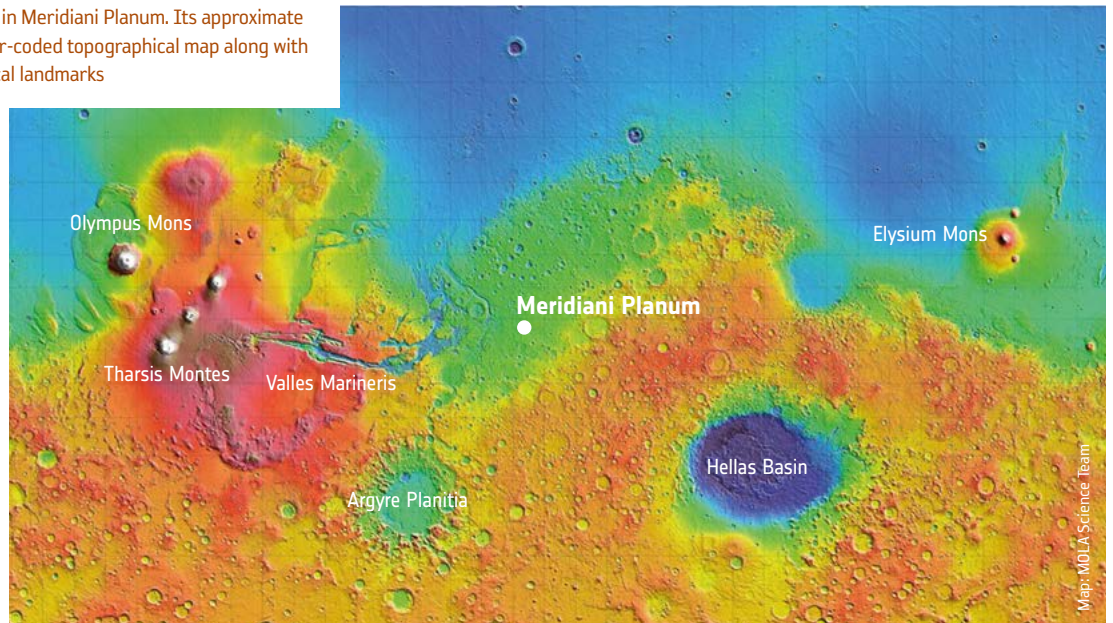 in Meridiani Planum. Its approximate
r-coded topographical map along with
al landmarks
Olympus Mons
Elysium Mons
Meridiani Planum
Tharsis Montes
Valles Marineris
Hellas Basin
Argyre Planitia
Map: MOLA Science Team